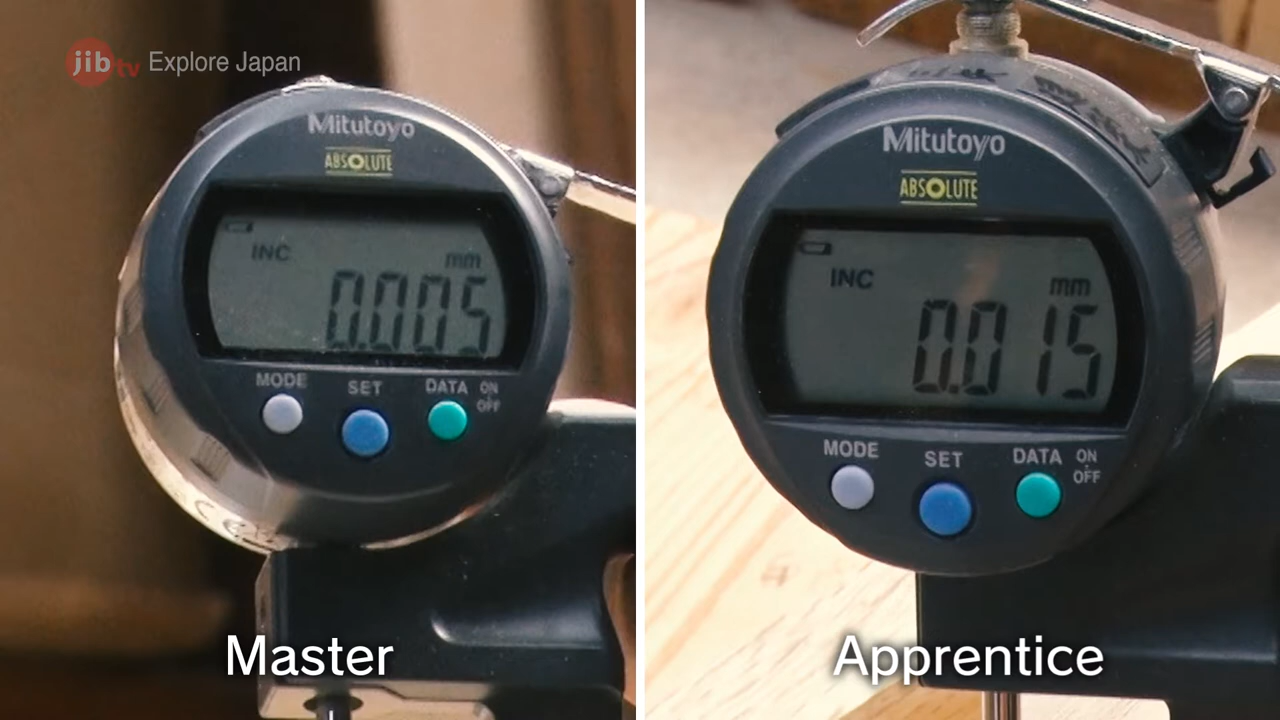 jibtv Explore Japan
Mitutoyo
ABSOLUTE
INC
mm
0.005
MODE
SET
DATA
ON
OFF
CE
Master
Mitutoyo
ABSOLUTE
INC
mm
0.015
MODE
SET
DATA
ON
OFF
Apprentice